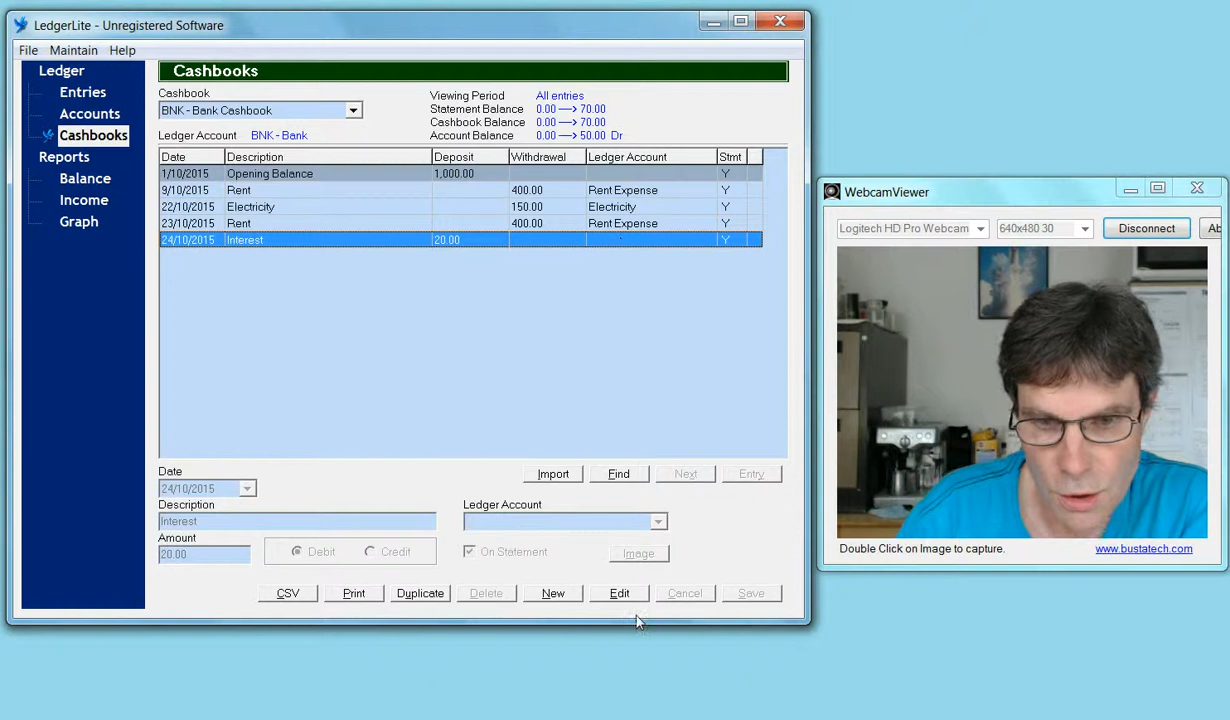 LedgerLite - Unregistered Software
File Maintain Help
Ledger
Entries
Accounts
Cashbooks
Reports
Balance
Income
Graph
Cashbooks
Cashbook
BNK - Bank Cashbook
Ledger Account BNK - Bank
Viewing Period All entries
Statement Balance 0.00 ---> 70.00
Cashbook Balance 0.00 ---> 70.00
Account Balance 0.00 ---> 50.00 Dr
Date Description Deposit Withdrawal Ledger Account Stmt
1/10/2015 Opening Balance 1,000.00 Y
9/10/2015 Rent 400.00 Rent Expense Y
22/10/2015 Electricity 150.00 Electricity Y
23/10/2015 Rent 400.00 Rent Expense Y
24/10/2015 Interest 20.00 Y
Import Find Next Entry
Date
24/10/2015
Description
Interest
Ledger Account
Amount
20.00
Debit Credit
On Statement
Image
CSV Print Duplicate Delete New Edit Cancel Save
WebcamViewer
Logitech HD Pro Webcam 640x480 30 Disconnect Ab
Double Click on Image to capture. www.bustatech.com